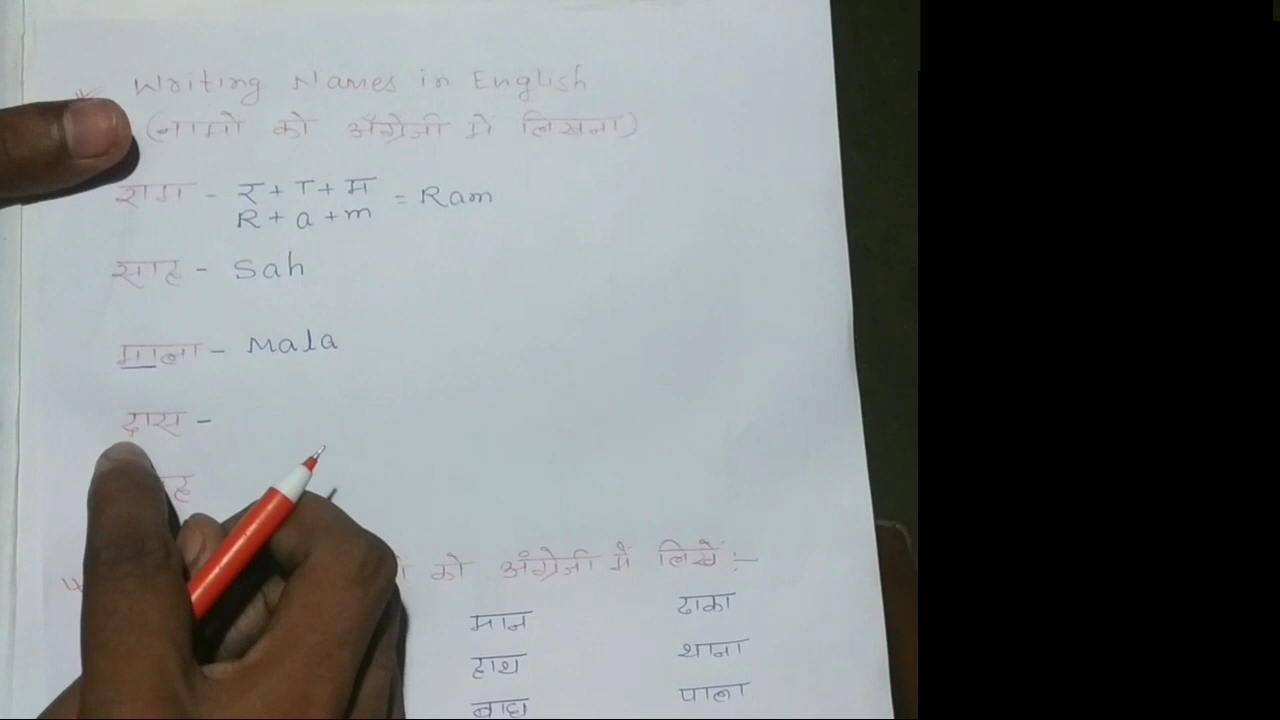 Writing Names in English
(नामो को अँग्रेजी मे लिखना)
राम - र + ा + म
R + a + m = Ram
साह - Sah
माला - Mala
दास -
को अंग्रेजी में लिखें :-
मान ढाका
हाथ थाना
बाघ पाला